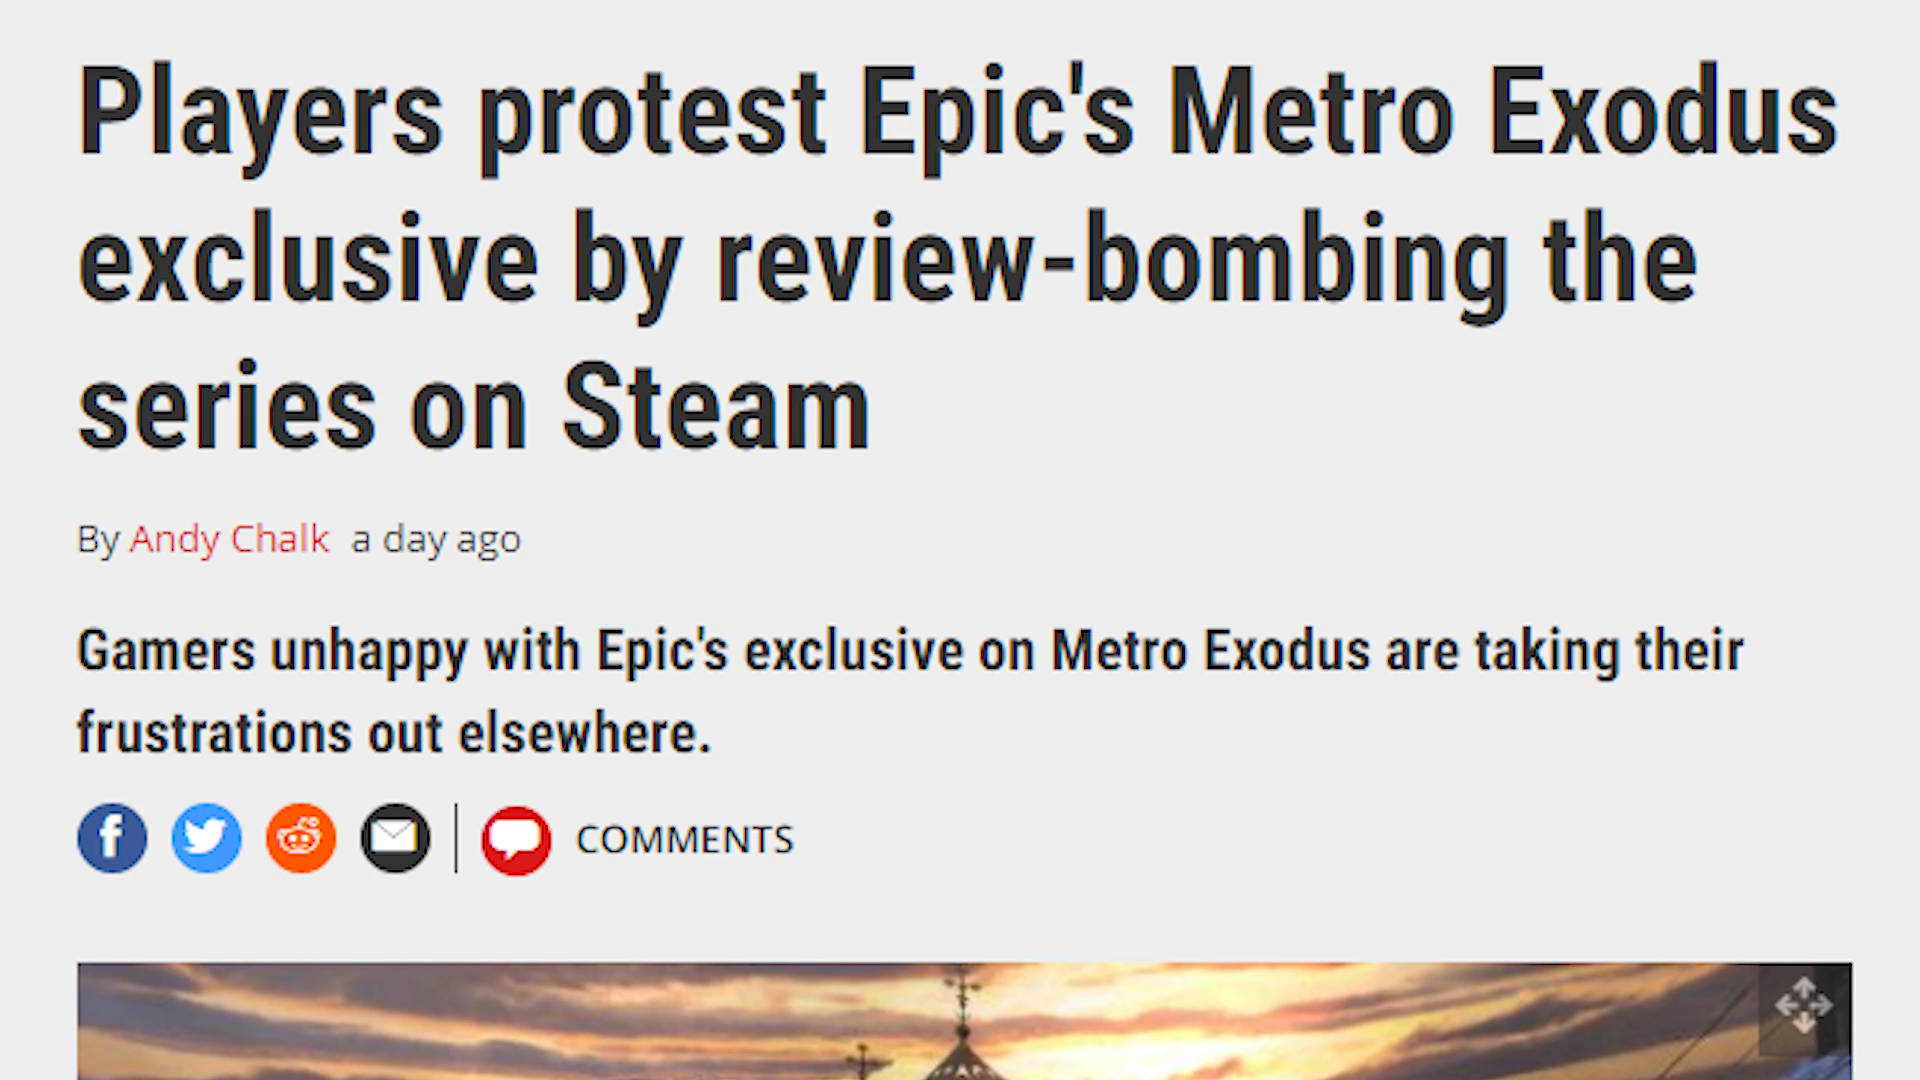 Players protest Epic's Metro Exodus
exclusive by review-bombing the
series on Steam
By Andy Chalk a day ago
Gamers unhappy with Epic's exclusive on Metro Exodus are taking their
frustrations out elsewhere.
COMMENTS